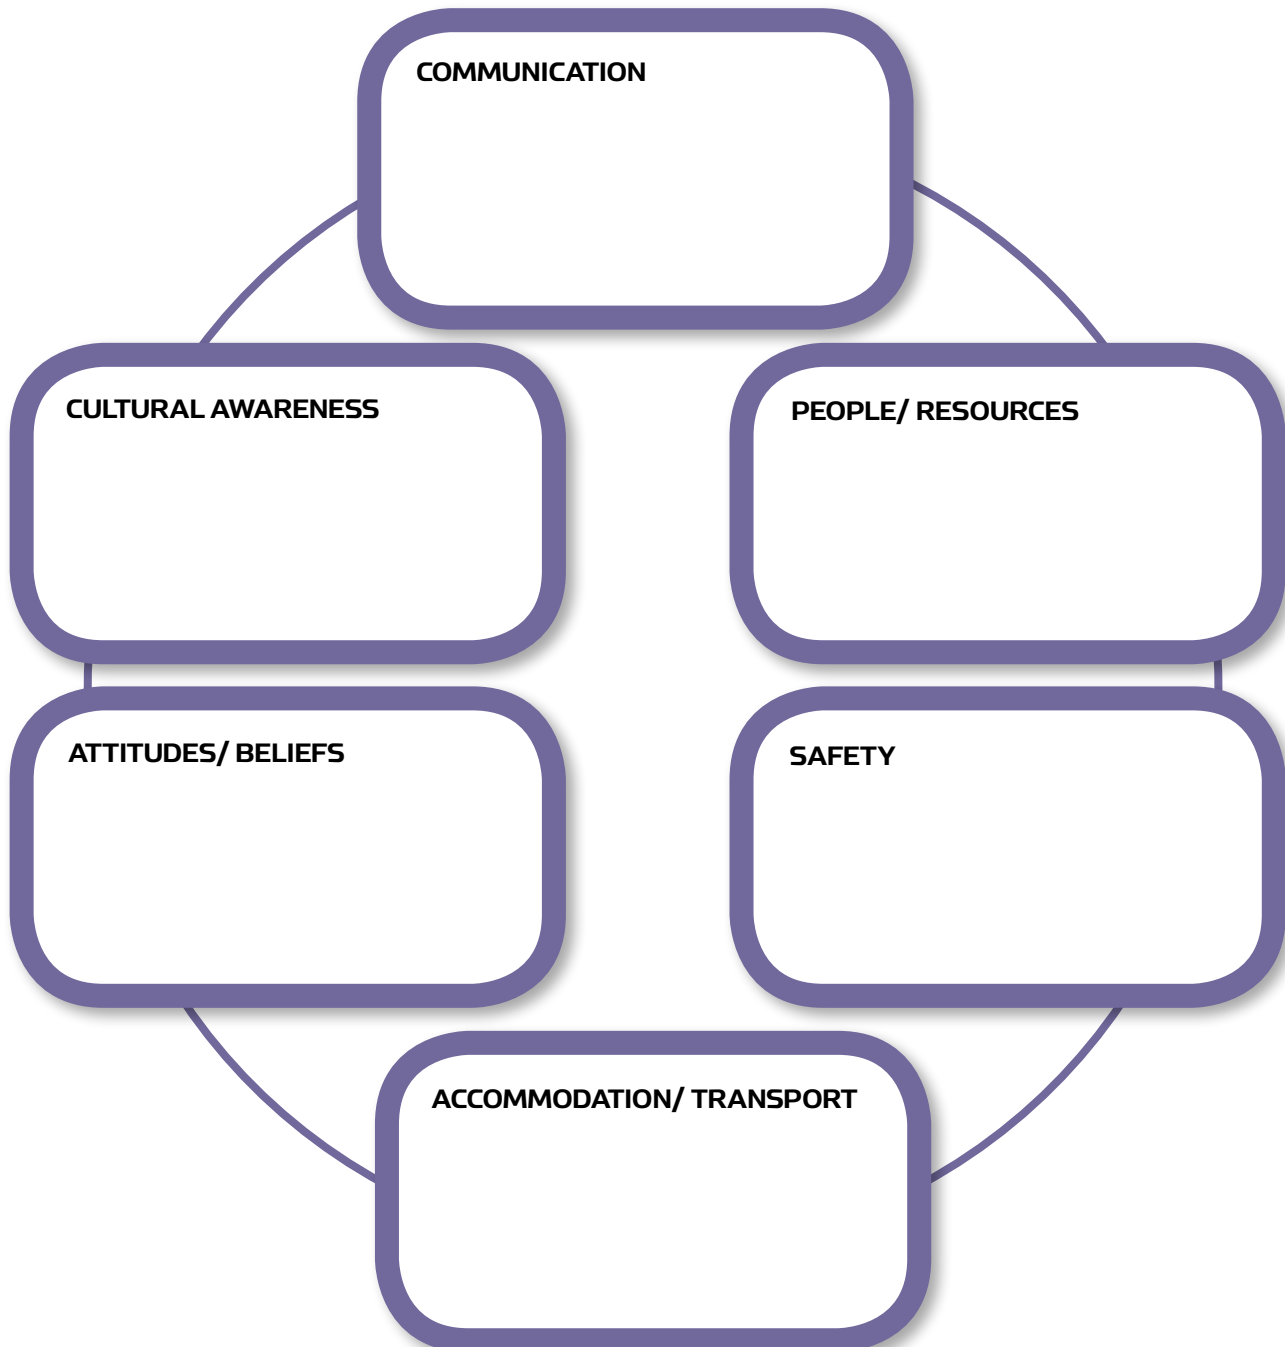 COMMUNICATION
CULTURAL AWARENESS
PEOPLE/ RESOURCES
ATTITUDES/ BELIEFS
SAFETY
ACCOMMODATION/ TRANSPORT